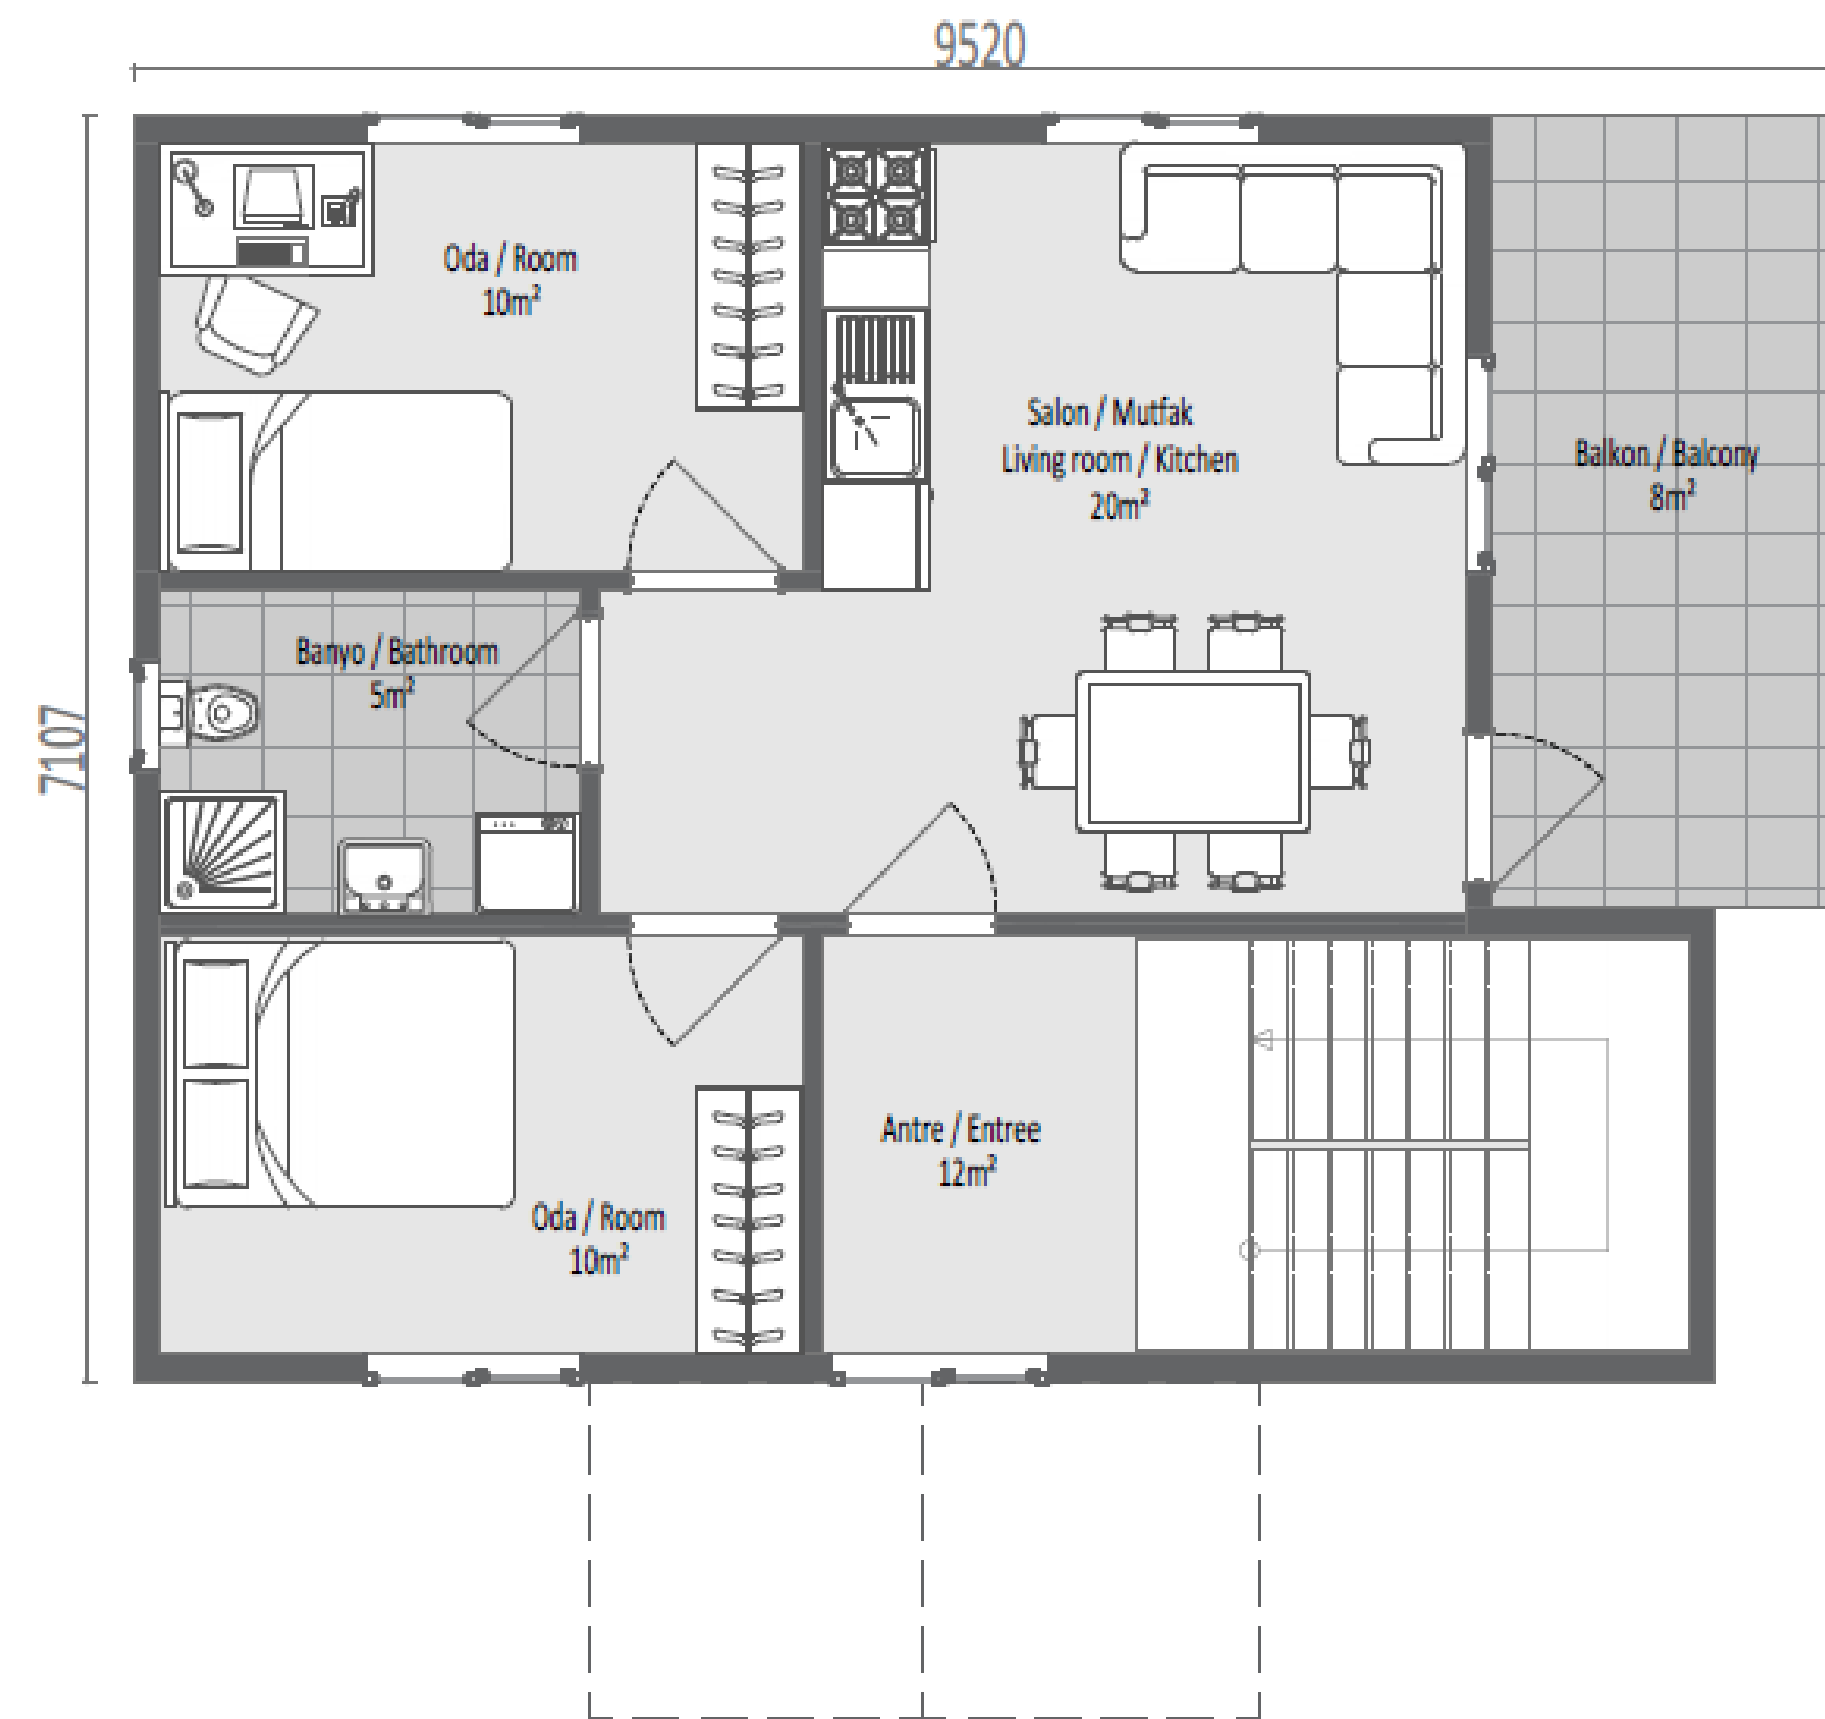 9520
7107
Oda / Room
10m²
Salon / Mutfak
Living room / Kitchen
20m²
Balkon / Balcony
8m²
Banyo / Bathroom
5m²
Antre / Entree
12m²
Oda / Room
10m²